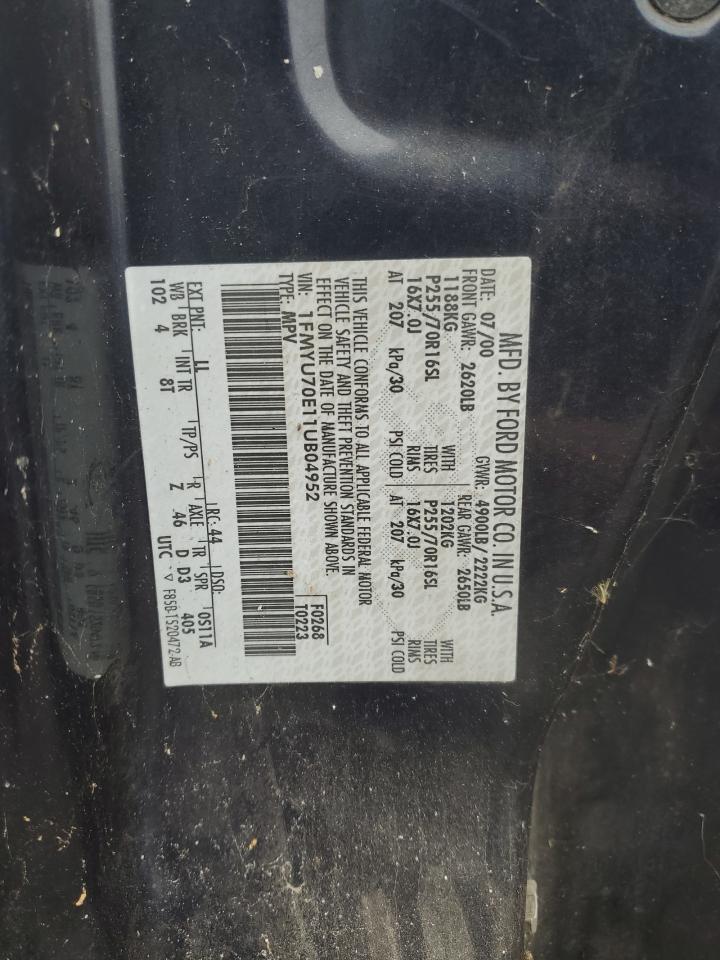 MFD. BY FORD MOTOR CO. IN U.S.A.
DATE: 07/00 GVWR: 4900LB/ 2222KG
FRONT GAWR: 2620LB REAR GAWR: 2650LB
1188KG WITH 1202KG WITH
P255/70R16SL TIRES P255/70R16SL TIRES
16X7.0J RIMS 16X7.0J RIMS
AT 207 kPa/30 PSI COLD AT 207 kPa/30 PSI COLD
THIS VEHICLE CONFORMS TO ALL APPLICABLE FEDERAL MOTOR
VEHICLE SAFETY AND THEFT PREVENTION STANDARDS IN
EFFECT ON THE DATE OF MANUFACTURE SHOWN ABOVE.
VIN: 1FMYU70E11UB04952 F0268
TYPE: MPV T0223
EXT PNT: LL RC: 44 DSO: OS11A
WB BRK INT TR TP/PS R AXLE TR SPR 405
102 4 8T Z 46 D D3
UTC F85B-1520472-AB